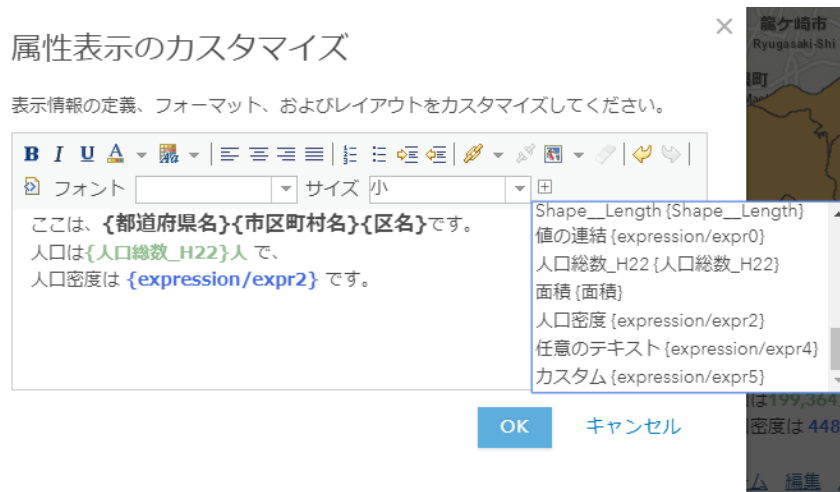 属性表示のカスタマイズ
表示情報の定義、フォーマット、およびレイアウトをカスタマイズしてください。
B I U A
フォント サイズ 小
ここは、{都道府県名}{市区町村名}{区名}です。
人口は{人口総数_H22}人 で、
人口密度は {expression/expr2} です。
Shape__Length {Shape__Length}
値の連結 {expression/expr0}
人口総数_H22 {人口総数_H22}
面積 {面積}
人口密度 {expression/expr2}
任意のテキスト {expression/expr4}
カスタム {expression/expr5}
OK キャンセル
龍ケ崎市
Ryugasaki-Shi
町
は199,364
密度は 448
ム 編集